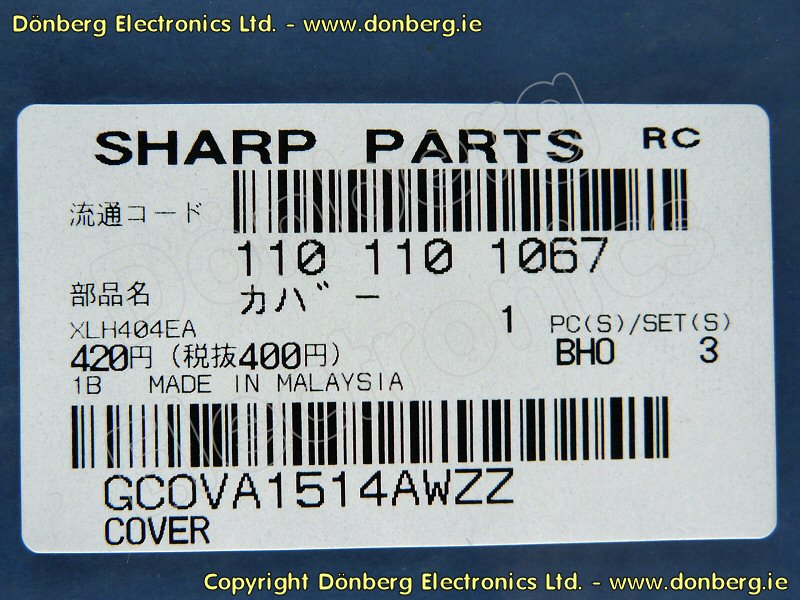 Dönberg Electronics Ltd. - www.donberg.ie
SHARP PARTS RC
流通コード
110 110 1067
部品名 カバー
XLH404EA 1 PC(S)/SET(S)
420円(税抜400円) BHO 3
1B MADE IN MALAYSIA
GCOVA1514AWZZ
COVER
Dönberg electronics
Copyright Dönberg Electronics Ltd. - www.donberg.ie